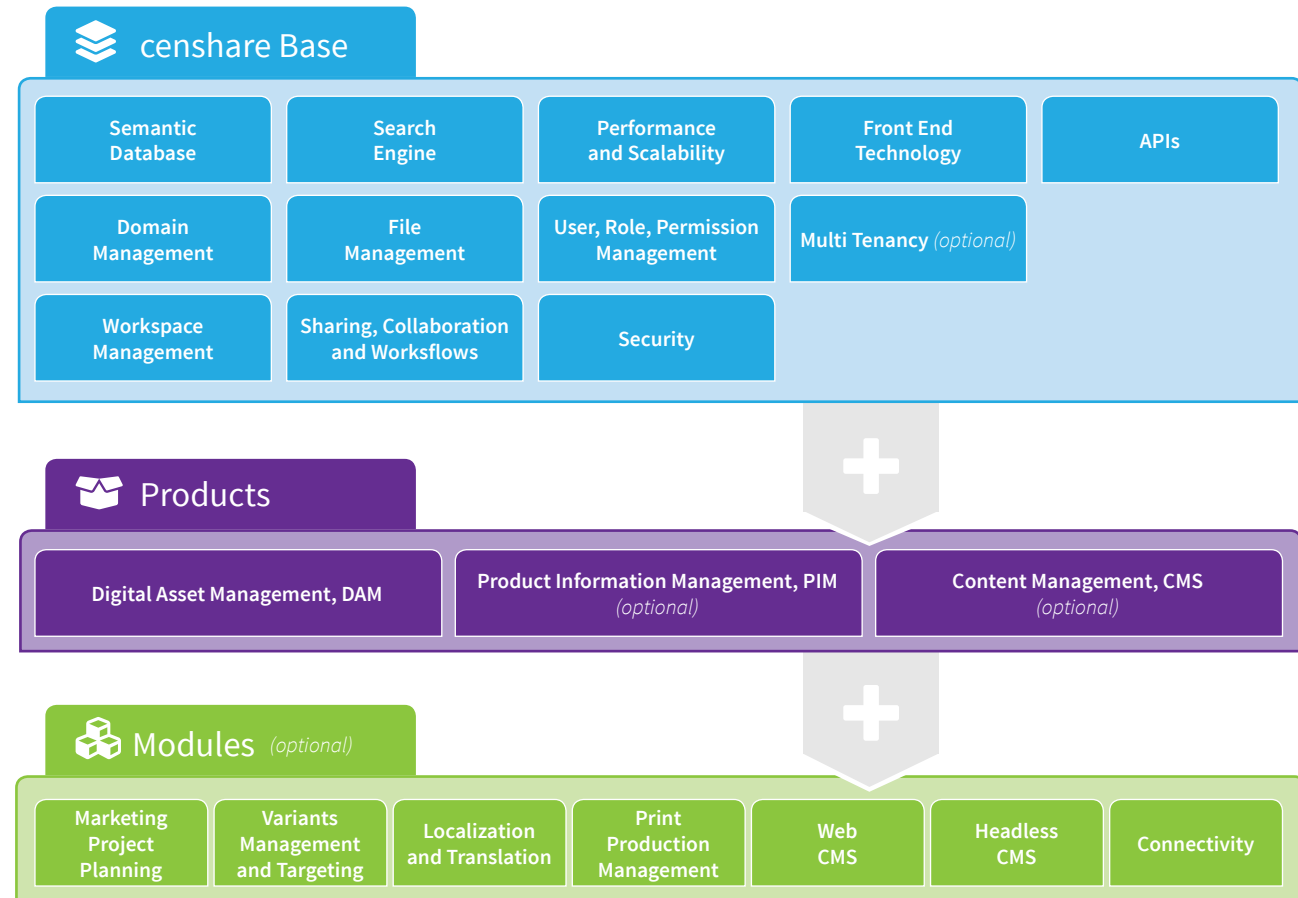 censhare Base
Semantic
Database
Search
Engine
Performance
and Scalability
Front End
Technology
APIs
Domain
Management
File
Management
User, Role, Permission
Management
Multi Tenancy (optional)
Workspace
Management
Sharing, Collaboration
and Worksflows
Security
Products
Digital Asset Management, DAM
Product Information Management, PIM
(optional)
Content Management, CMS
(optional)
Modules (optional)
Marketing
Project
Planning
Variants
Management
and Targeting
Localization
and Translation
Print
Production
Management
Web
CMS
Headless
CMS
Connectivity